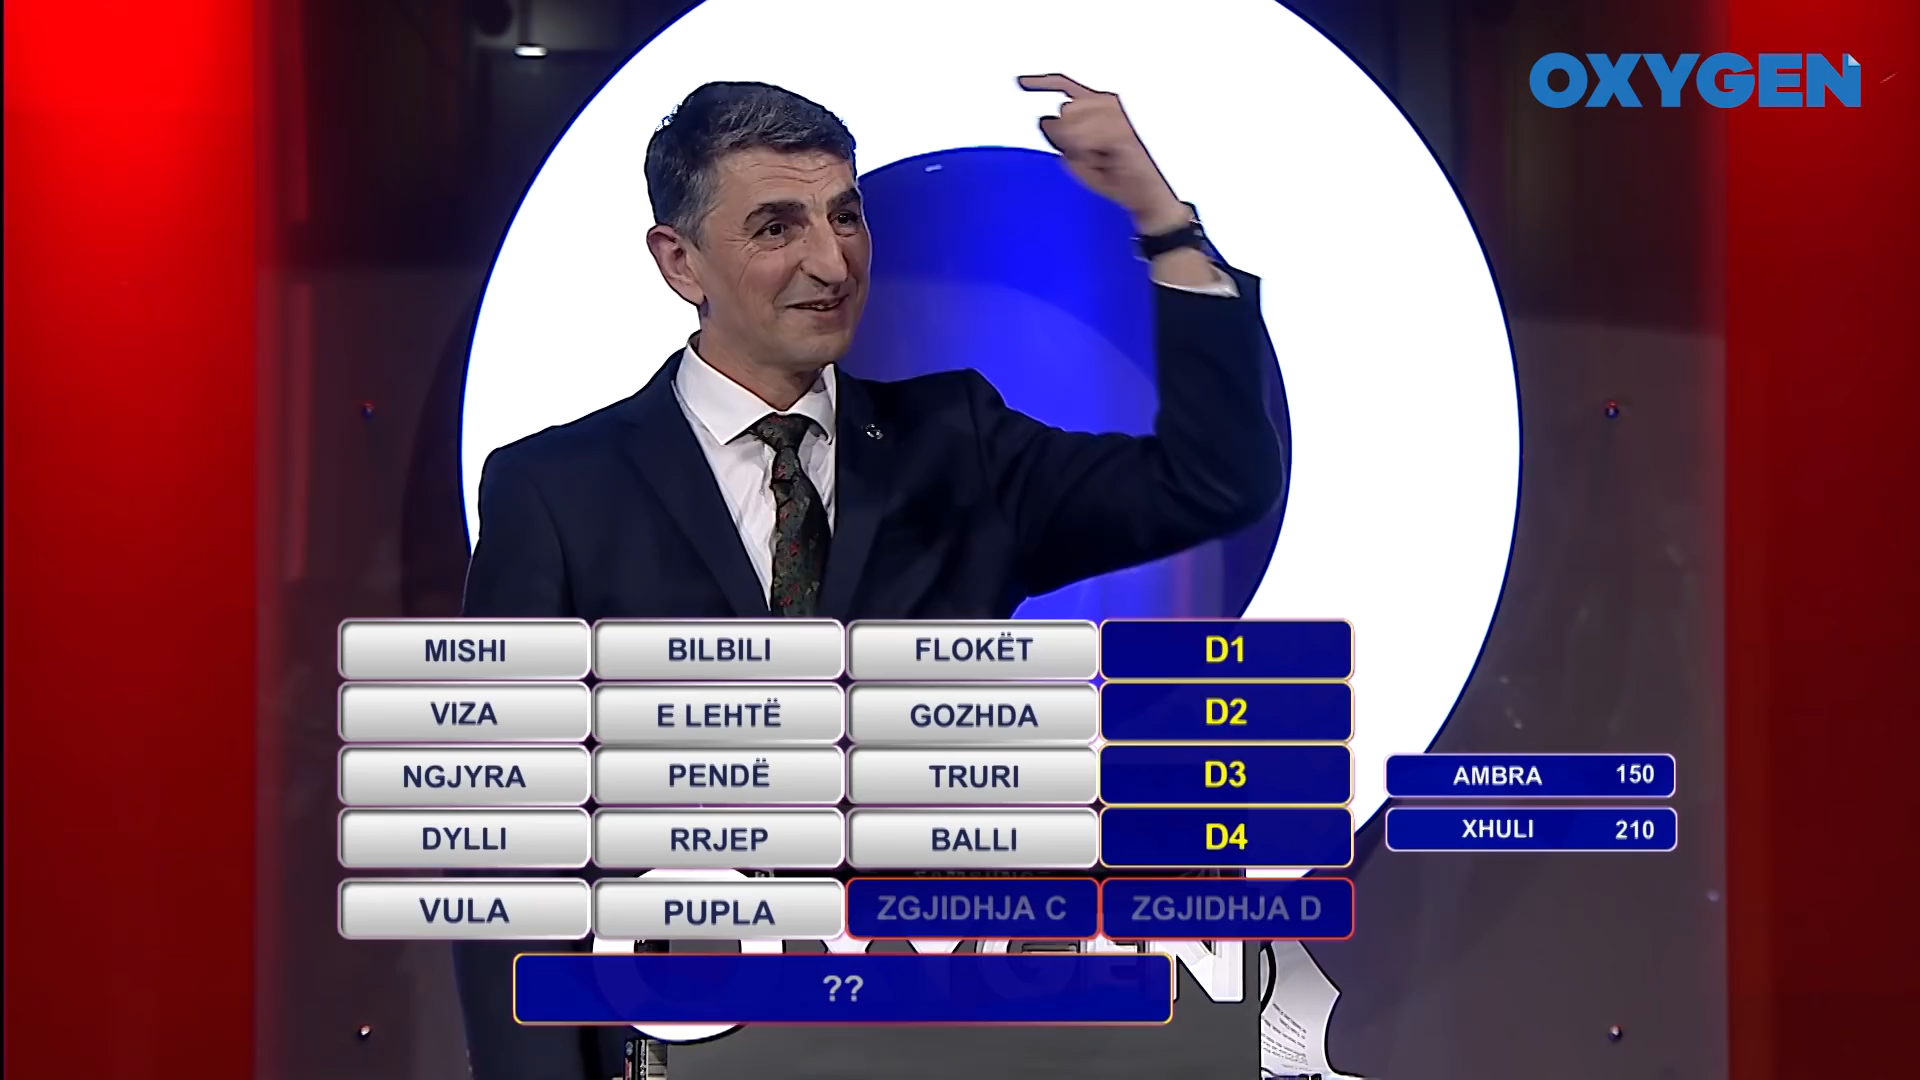 OXYGEN
MISHI BILBILI FLOKËT D1
VIZA E LEHTË GOZHDA D2
NGJYRA PENDË TRURI D3
DYLLI RRJEP BALLI D4
AMBRA 150
XHULI 210
VULA PUPLA ZGJIDHJA C ZGJIDHJA D
??